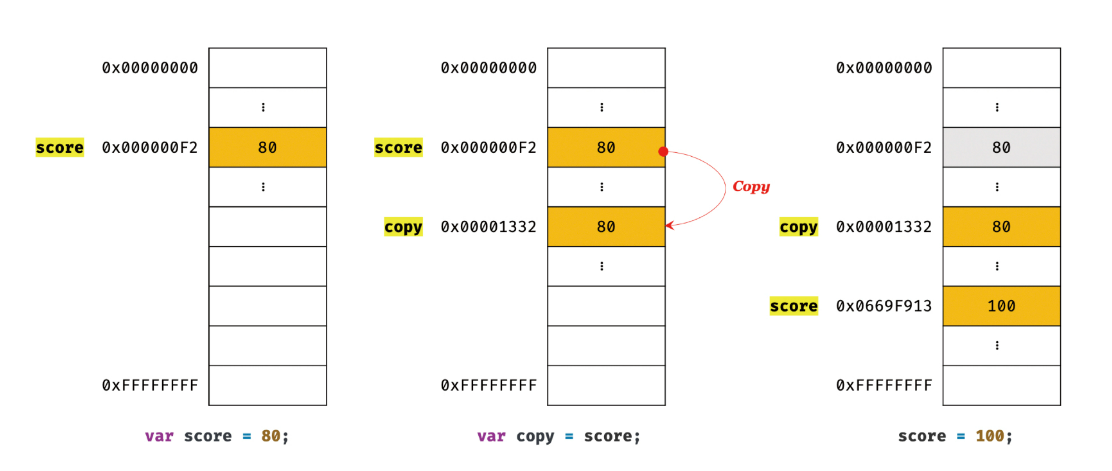 0x00000000
⋮
score 0x000000F2 80
⋮
0xFFFFFFFF
var score = 80;
0x00000000
⋮
score 0x000000F2 80
⋮
Copy
copy 0x00001332 80
⋮
0xFFFFFFFF
var copy = score;
0x00000000
⋮
0x000000F2 80
⋮
copy 0x00001332 80
⋮
score 0x0669F913 100
⋮
0xFFFFFFFF
score = 100;